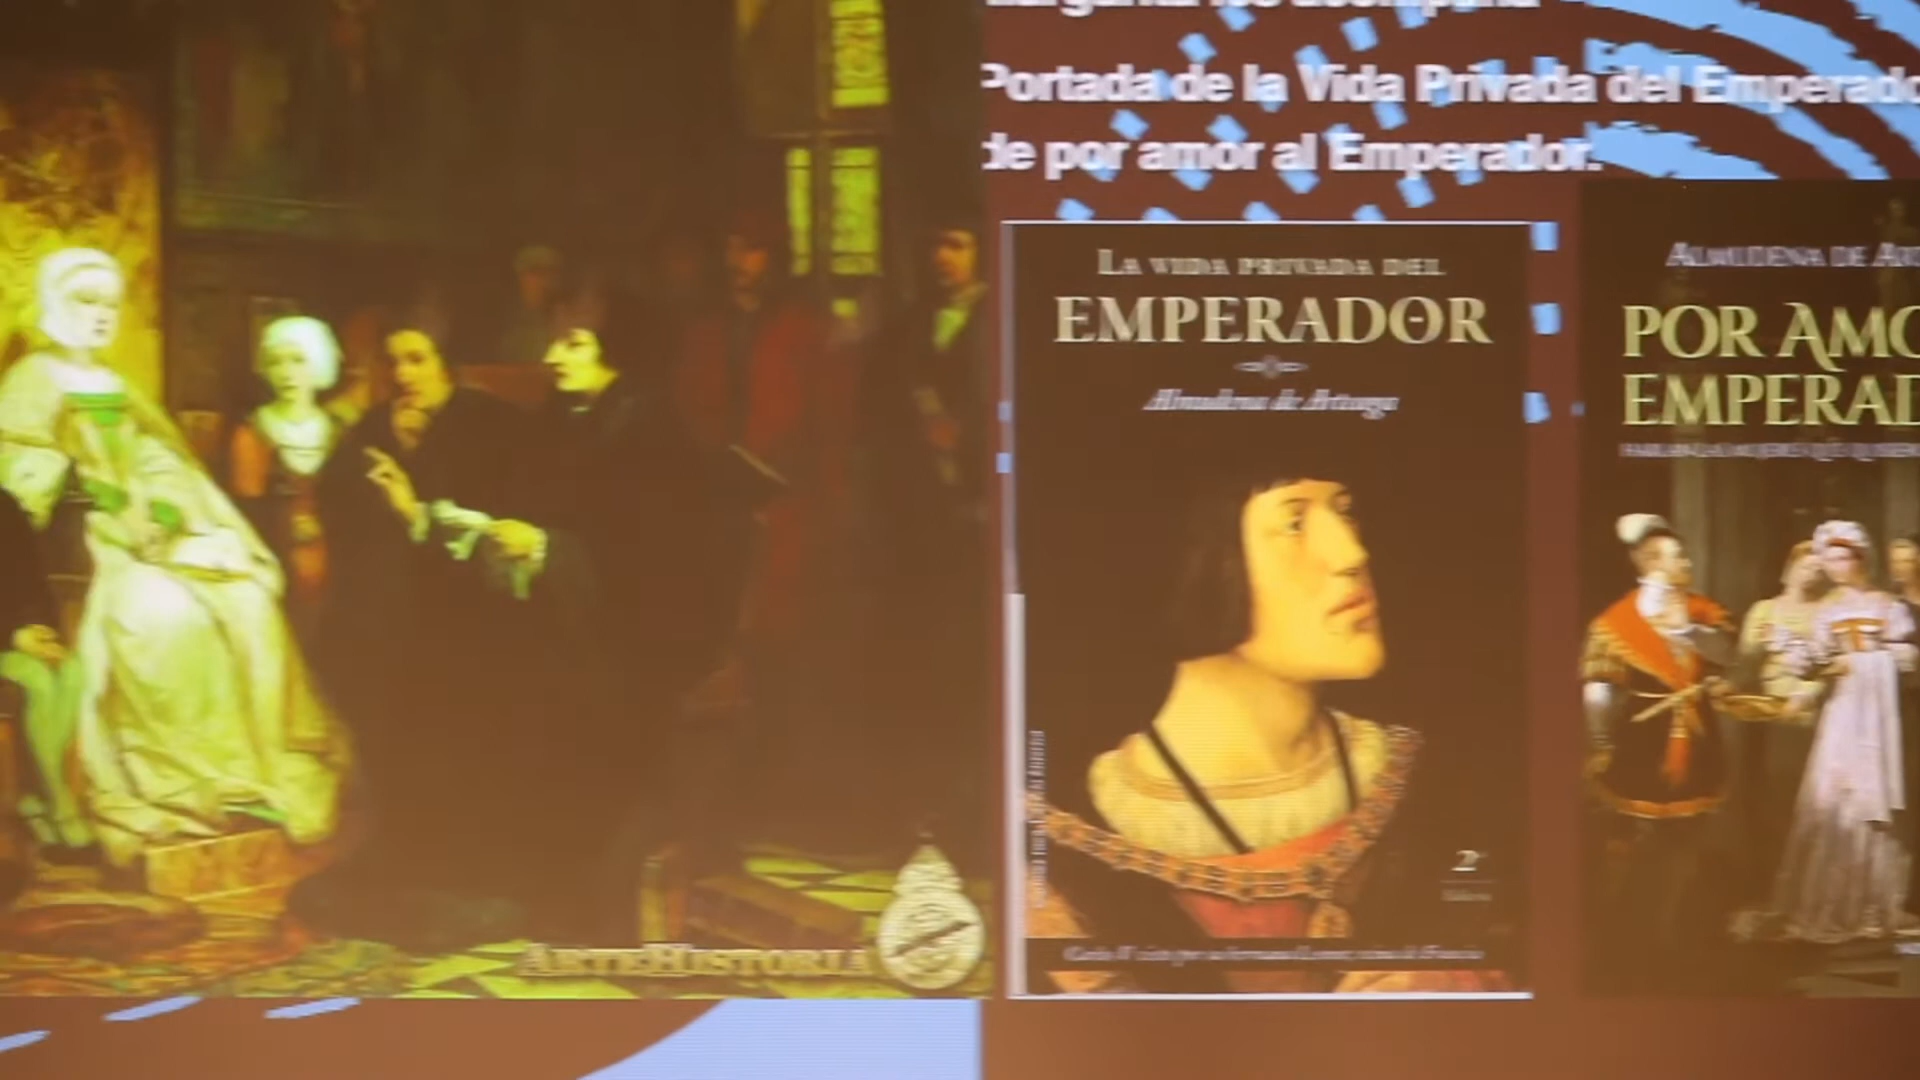 los
Portada de la Vida Privada del Emperado
de por amor al Emperador.
LA VIDA PRIVADA DEL
EMPERADOR
Almudena de Arteaga
2ª
ALMUDENA DE AR
POR AMO
EMPERAD
ARTEHISTORIA